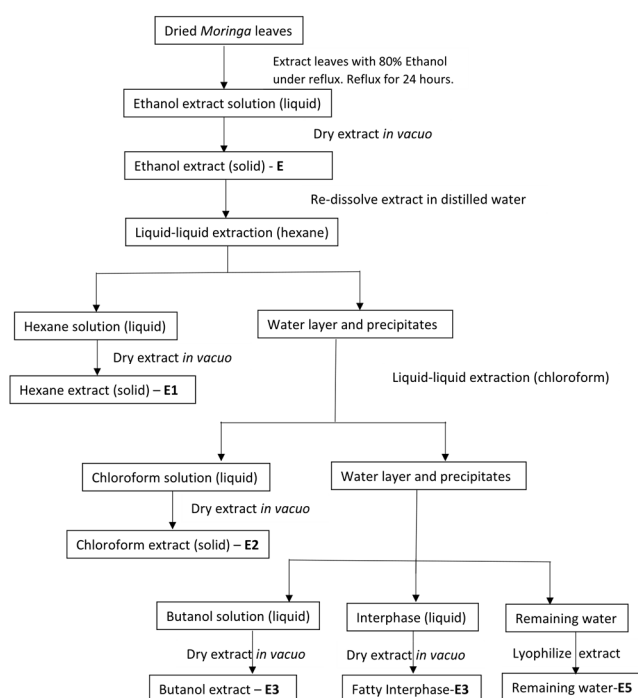 Dried Moringa leaves
Extract leaves with 80% Ethanol
under reflux. Reflux for 24 hours.
Ethanol extract solution (liquid)
Dry extract in vacuo
Ethanol extract (solid) - E
Re-dissolve extract in distilled water
Liquid-liquid extraction (hexane)
Hexane solution (liquid)
Water layer and precipitates
Dry extract in vacuo
Liquid-liquid extraction (chloroform)
Hexane extract (solid) – E1
Chloroform solution (liquid)
Water layer and precipitates
Dry extract in vacuo
Chloroform extract (solid) – E2
Butanol solution (liquid)
Interphase (liquid)
Remaining water
Dry extract in vacuo
Dry extract in vacuo
Lyophilize extract
Butanol extract – E3
Fatty Interphase-E3
Remaining water-E5